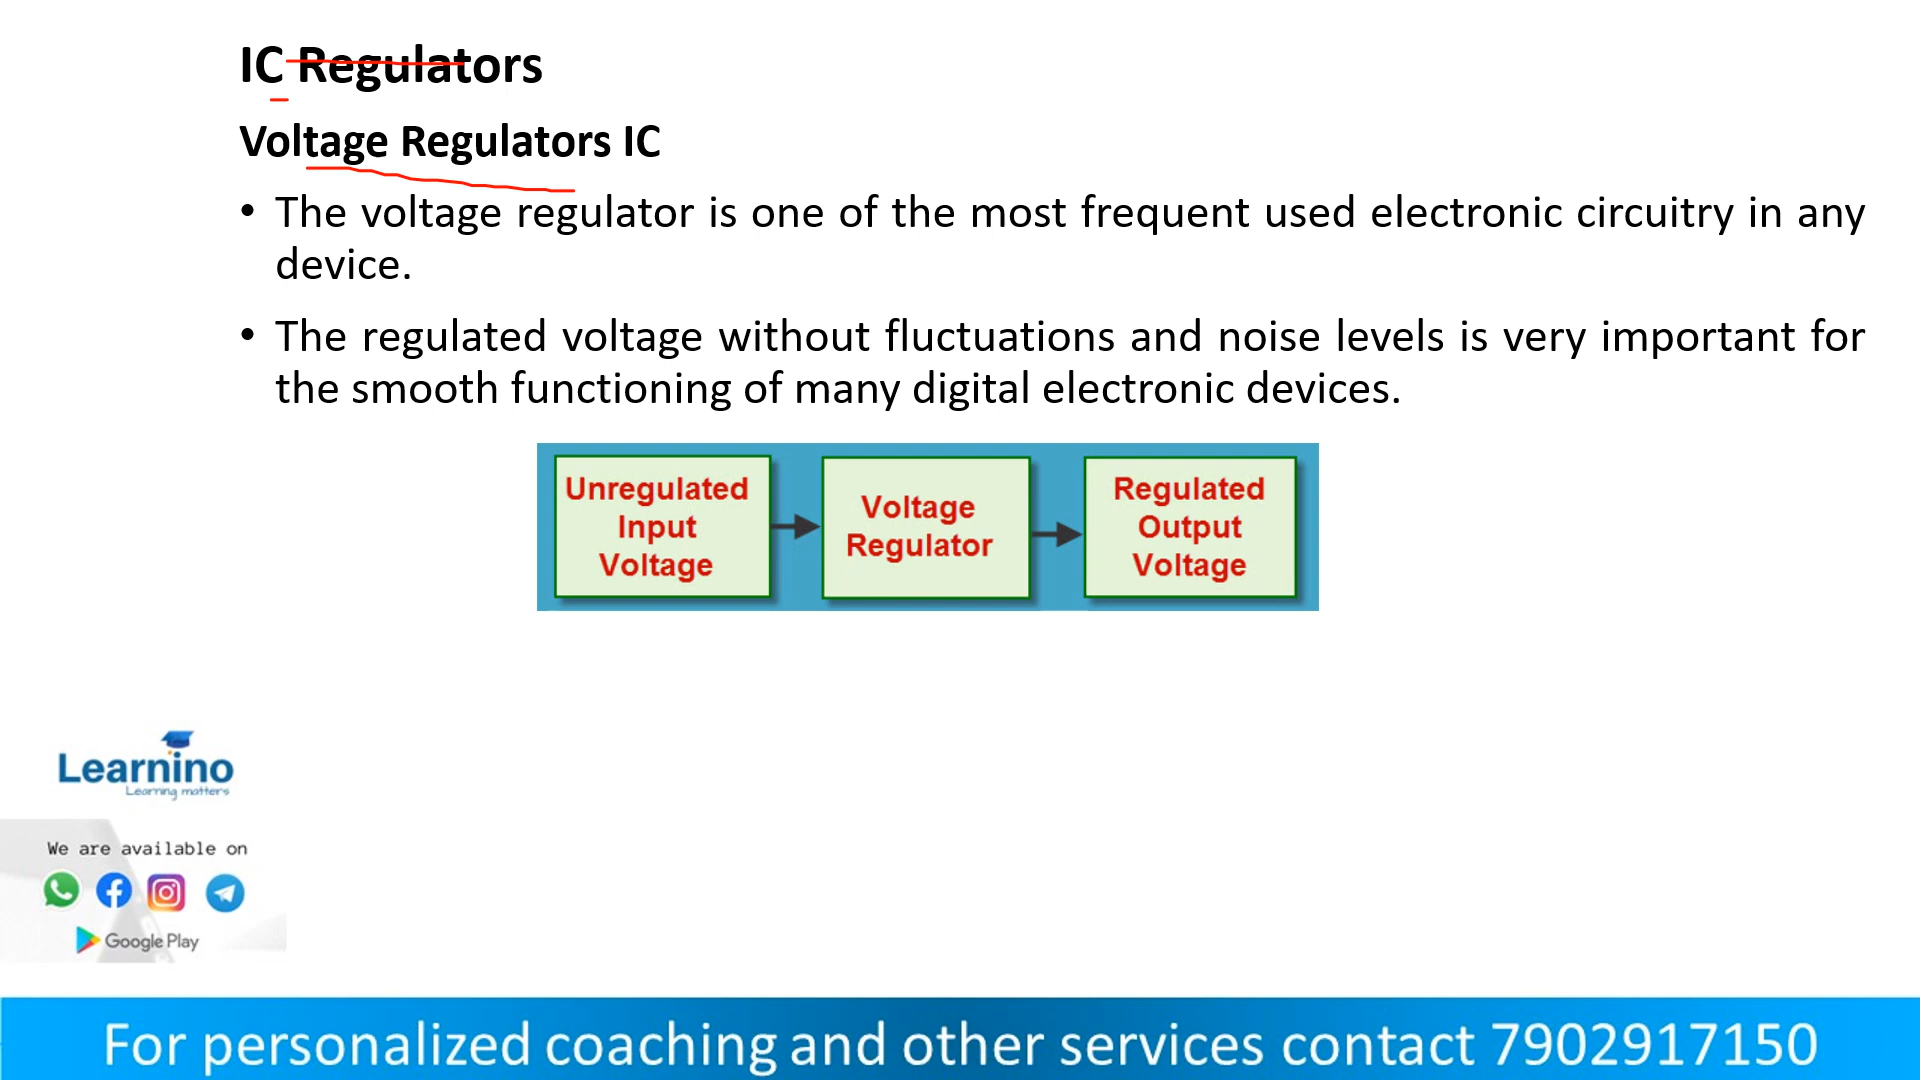 IC Regulators
Voltage Regulators IC
• The voltage regulator is one of the most frequent used electronic circuitry in any
device.
• The regulated voltage without fluctuations and noise levels is very important for
the smooth functioning of many digital electronic devices.
Unregulated
Input
Voltage
Voltage
Regulator
Regulated
Output
Voltage
Learnino
Learning matters
We are available on
Google Play
For personalized coaching and other services contact 7902917150